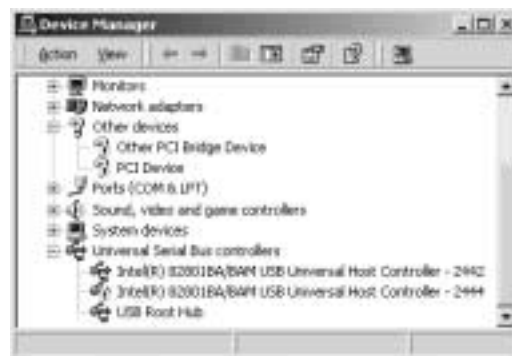 Device Manager
Action View
Monitors
Network adapters
Other devices
Other PCI Bridge Device
PCI Device
Ports (COM & LPT)
Sound, video and game controllers
System devices
Universal Serial Bus controllers
Intel(R) 82801BA/BAM USB Universal Host Controller - 2442
Intel(R) 82801BA/BAM USB Universal Host Controller - 2444
USB Root Hub